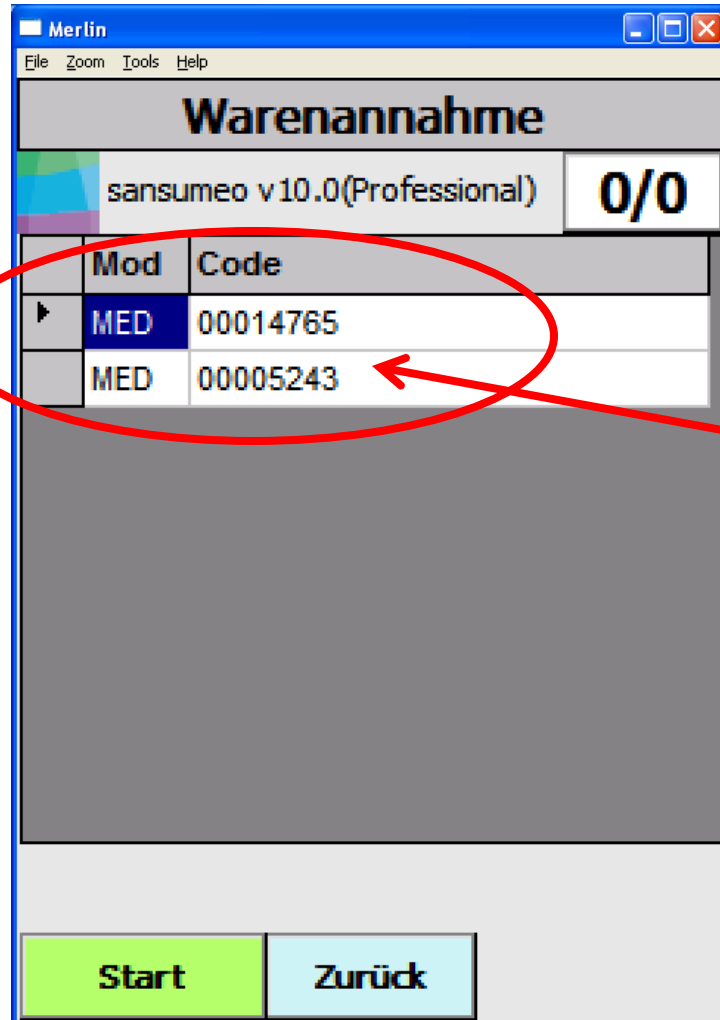 Merlin
File Zoom Tools Help
Warenannahme
sansumeo v10.0(Professional) 0/0
Mod Code
MED 00014765
MED 00005243
Start Zurück